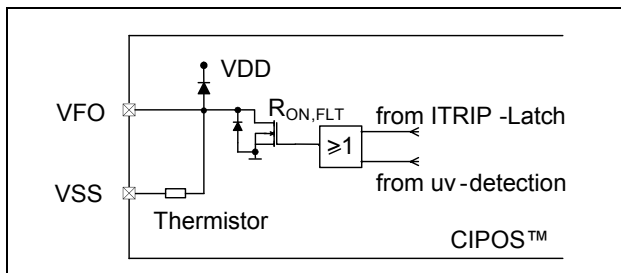 VDD
VFO
R_ON,FLT
from ITRIP -Latch
≥1
from uv-detection
VSS
Thermistor
CIPOS™